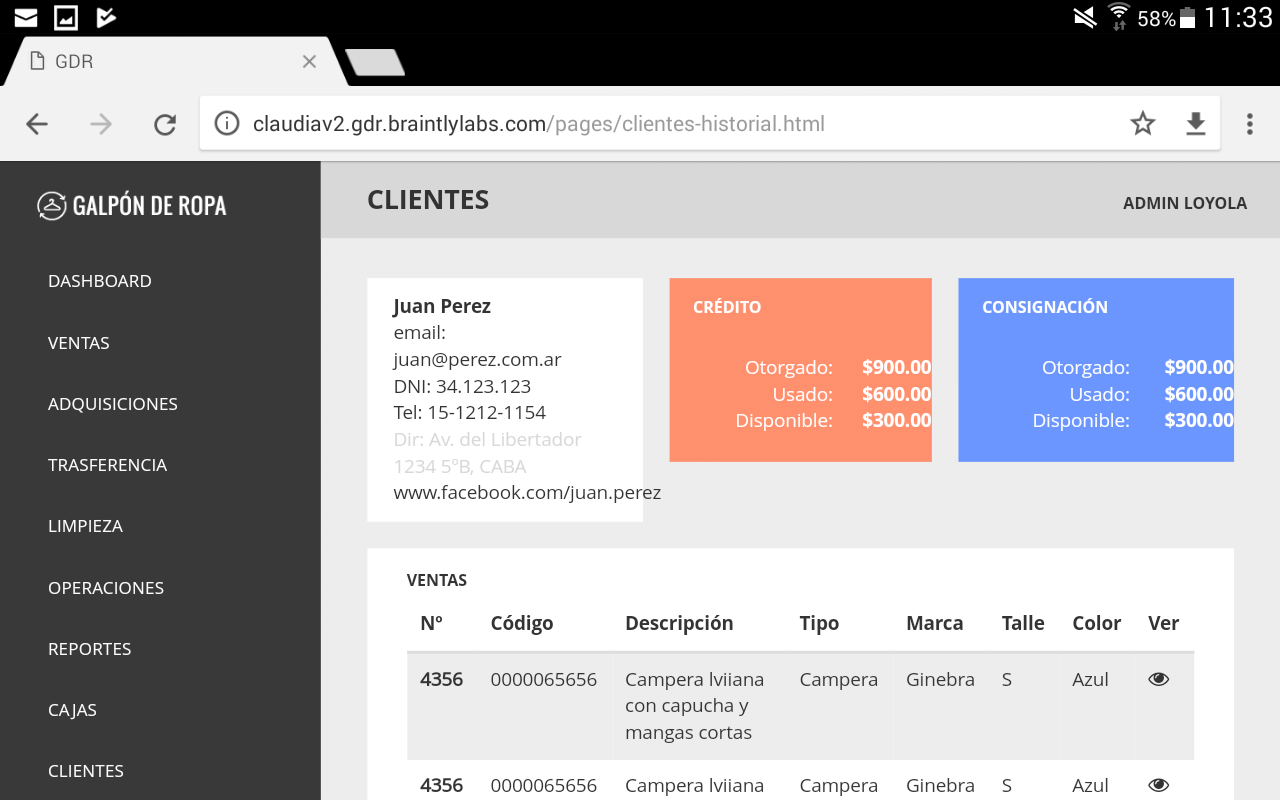 58% 11:33
GDR
claudiav2.gdr.braintlylabs.com/pages/clientes-historial.html
GALPÓN DE ROPA
CLIENTES
ADMIN LOYOLA
DASHBOARD
VENTAS
ADQUISICIONES
TRASFERENCIA
LIMPIEZA
OPERACIONES
REPORTES
CAJAS
CLIENTES
Juan Perez
email:
juan@perez.com.ar
DNI: 34.123.123
Tel: 15-1212-1154
Dir: Av. del Libertador
1234 5ºB, CABA
www.facebook.com/juan.perez
CRÉDITO
Otorgado: $900.00
Usado: $600.00
Disponible: $300.00
CONSIGNACIÓN
Otorgado: $900.00
Usado: $600.00
Disponible: $300.00
VENTAS
Nº Código Descripción Tipo Marca Talle Color Ver
4356 0000065656 Campera lviiana Campera Ginebra S Azul
con capucha y
mangas cortas
4356 0000065656 Campera lviiana Campera Ginebra S Azul